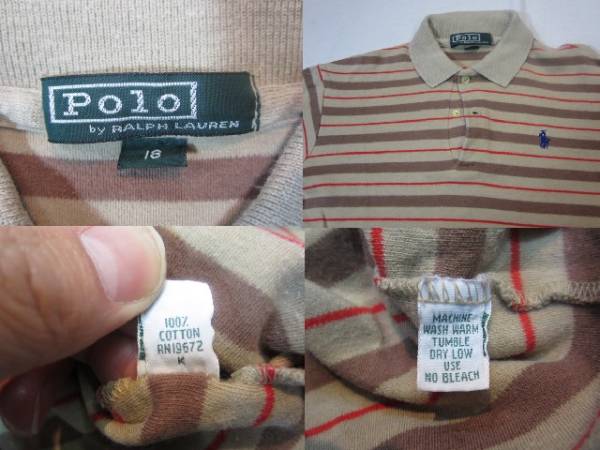 Polo
by RALPH LAUREN
18
Polo
100%
COTTON
RN19672
K
MACHINE
WASH WARM
TUMBLE
DRY LOW
USE
NO BLEACH